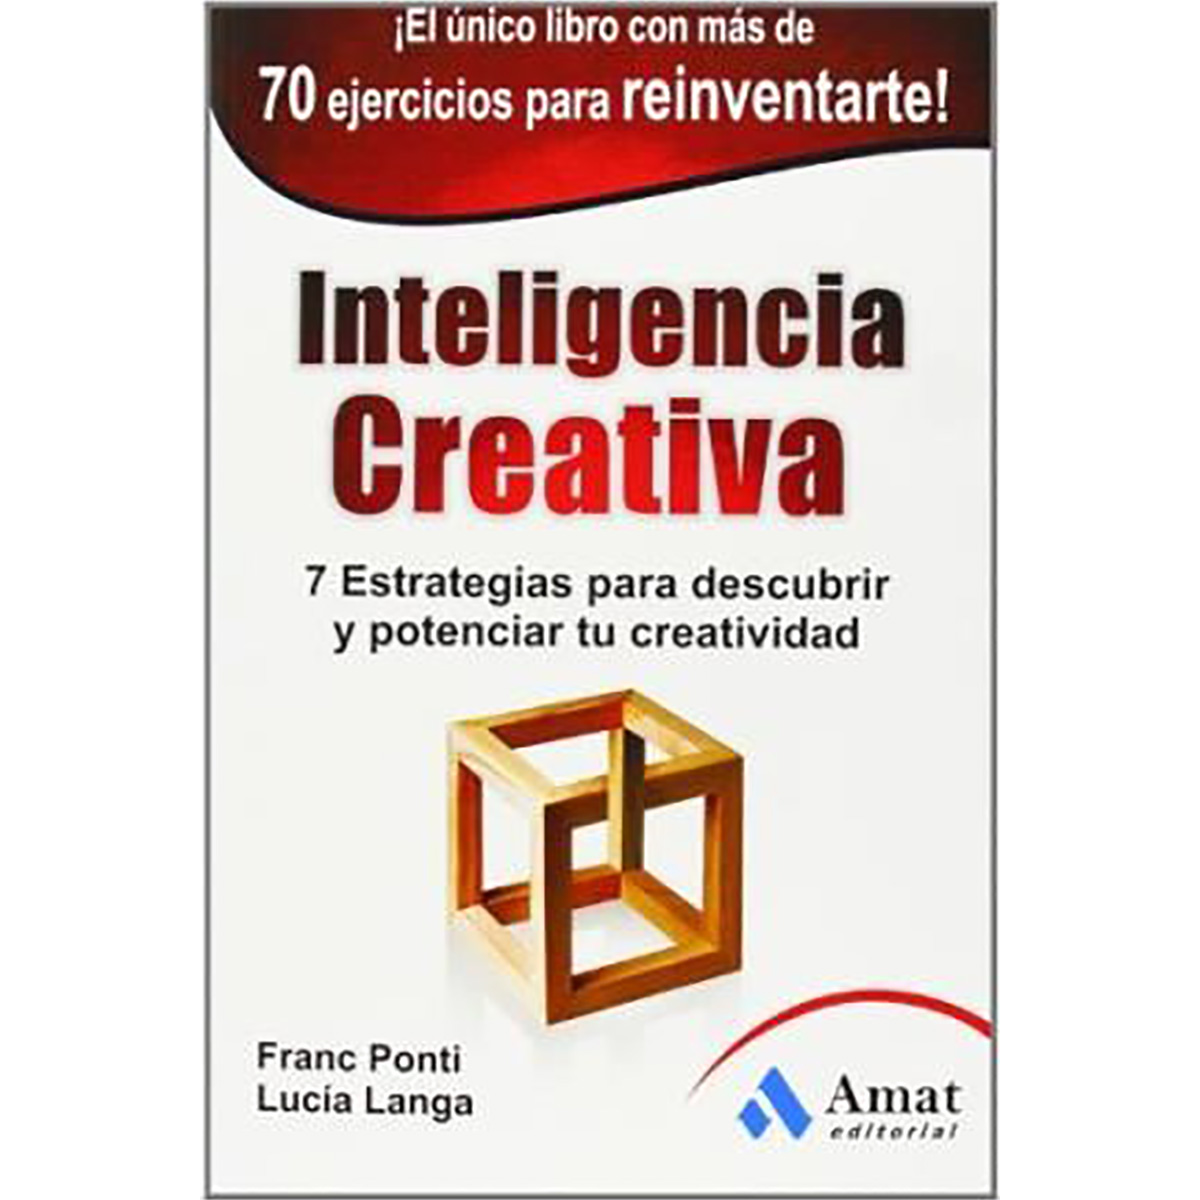 ¡El único libro con más de
70 ejercicios para reinventarte!
Inteligencia
Creativa
7 Estrategias para descubrir
y potenciar tu creatividad
Franc Ponti
Lucía Langa
Amat
editorial